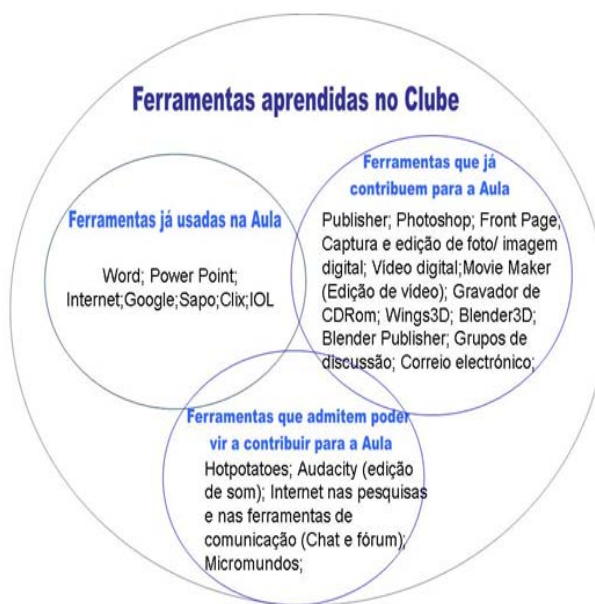 Ferramentas aprendidas no Clube
Ferramentas já usadas na Aula
Word; Power Point;
Internet;Google;Sapo;Clix;IOL
Ferramentas que já
contribuem para a Aula
Publisher; Photoshop; Front Page;
Captura e edição de foto/ imagem
digital; Vídeo digital;Movie Maker
(Edição de vídeo); Gravador de
CDRom; Wings3D; Blender3D;
Blender Publisher; Grupos de
discussão; Correio electrónico;
Ferramentas que admitem poder
vir a contribuir para a Aula
Hotpotatoes; Audacity (edição
de som); Internet nas pesquisas
e nas ferramentas de
comunicação (Chat e fórum);
Micromundos;